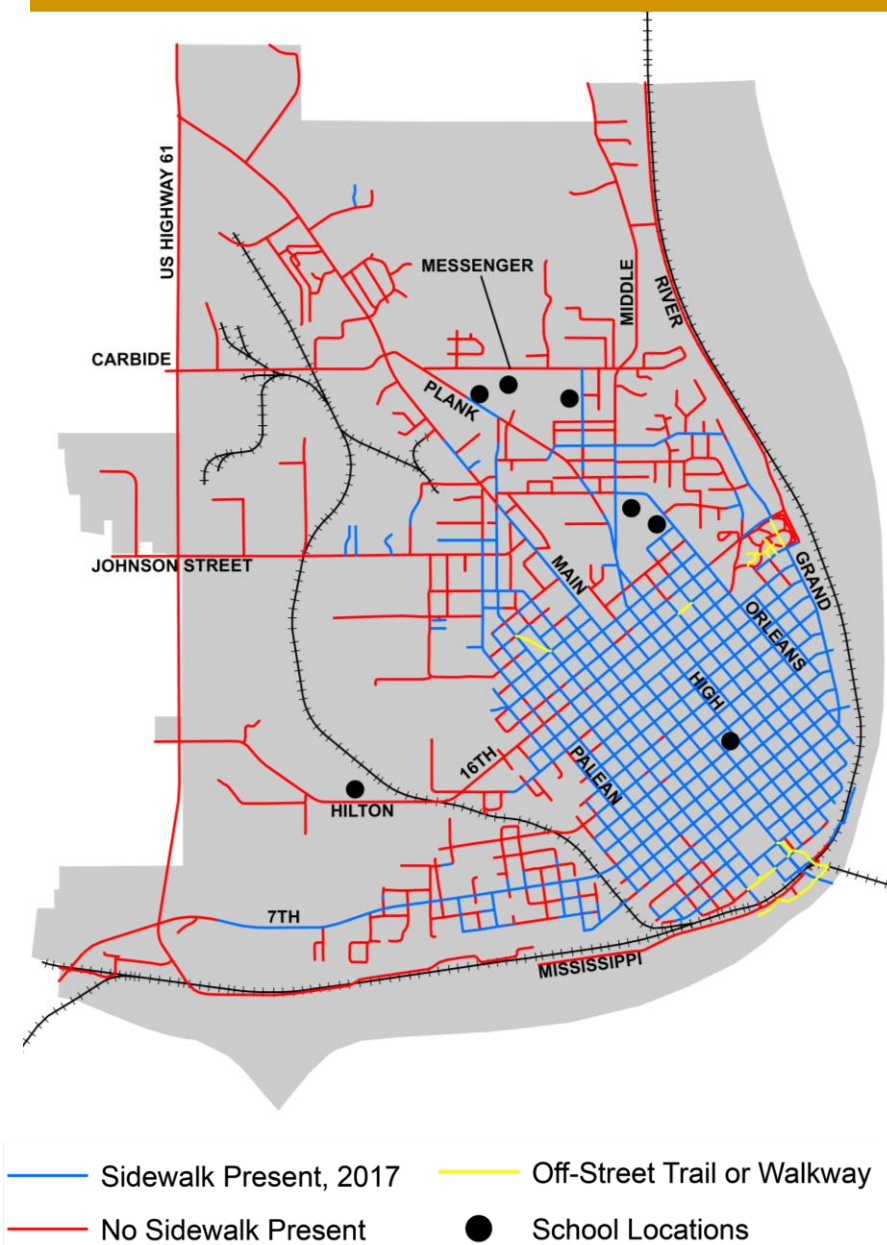 US HIGHWAY 61
MESSENGER
MIDDLE
RIVER
CARBIDE
PLANK
JOHNSON STREET
MAIN
GRAND
ORLEANS
HIGH
16TH
PALEAN
HILTON
7TH
MISSISSIPPI
Sidewalk Present, 2017
Off-Street Trail or Walkway
No Sidewalk Present
School Locations